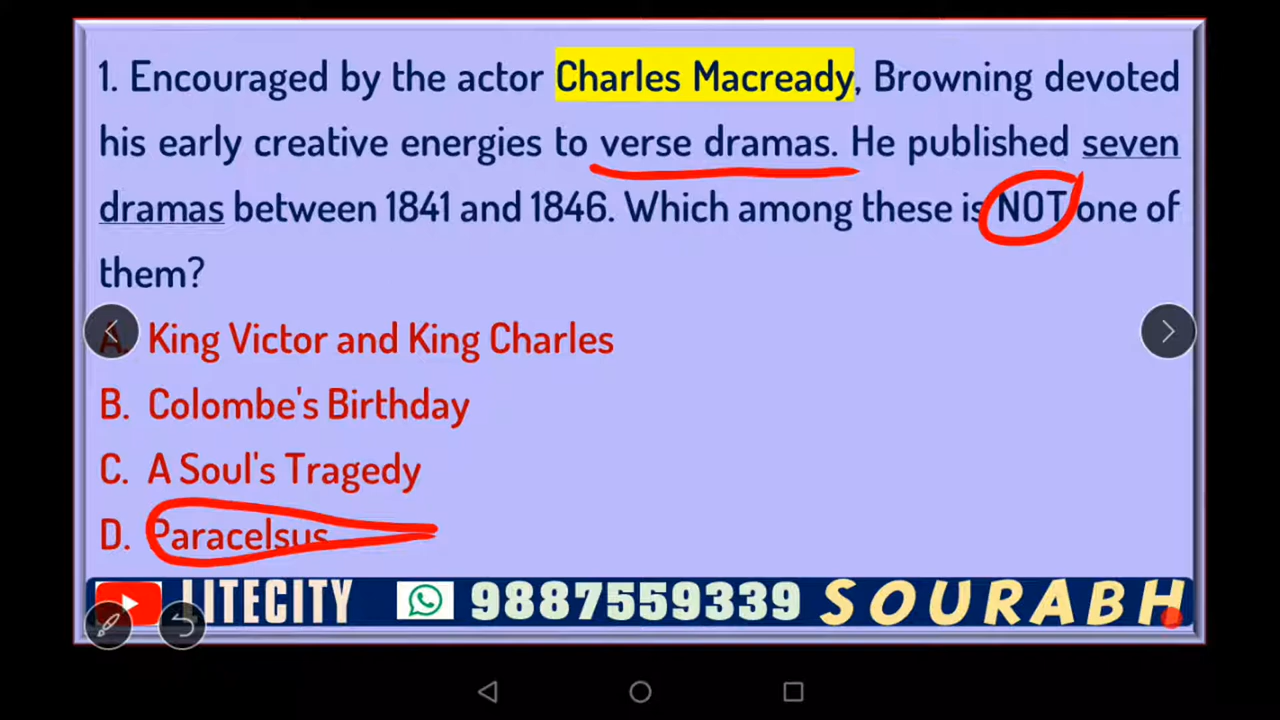 1. Encouraged by the actor Charles Macready, Browning devoted
his early creative energies to verse dramas. He published seven
dramas between 1841 and 1846. Which among these is NOT one of
them?
A. King Victor and King Charles
B. Colombe's Birthday
C. A Soul's Tragedy
D. Paracelsus
LITECITY 9887559339 SOURABH